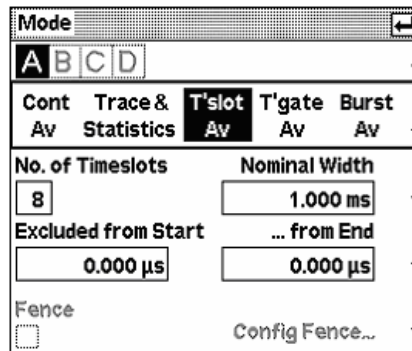 Mode
A B C D
Cont Trace & T'slot T'gate Burst
Av Statistics Av Av Av
No. of Timeslots Nominal Width
8 1.000 ms
Excluded from Start ... from End
0.000 µs 0.000 µs
Fence
Config Fence...